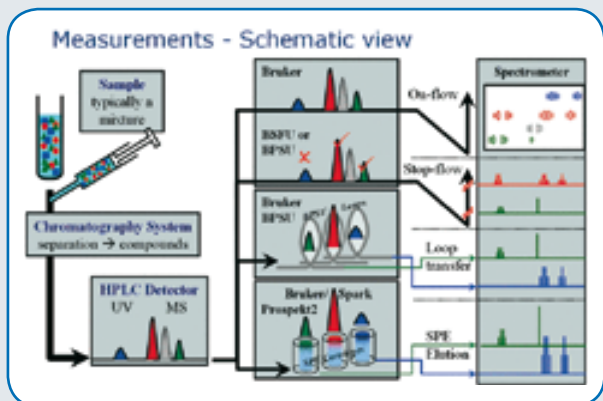 Measurements - Schematic view
Sample
typically a
mixture
Chromatography System
separation → compounds
HPLC Detector
UV MS
Bruker
BSFU or
BPSU
Bruker
BPSU
Loops
Bruker/Spark
Prospekt2
On-flow
Stop-flow
Loop
transfer
SPE
Elution
Spectrometer